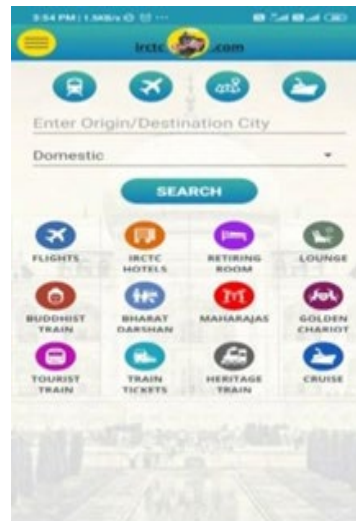 3:54 PM | 1.5KB/s
irctc .com
Enter Origin/Destination City
Domestic
SEARCH
FLIGHTS
IRCTC HOTELS
RETIRING ROOM
LOUNGE
BUDDHIST TRAIN
BHARAT DARSHAN
MAHARAJAS
GOLDEN CHARIOT
TOURIST TRAIN
TRAIN TICKETS
HERITAGE TRAIN
CRUISE